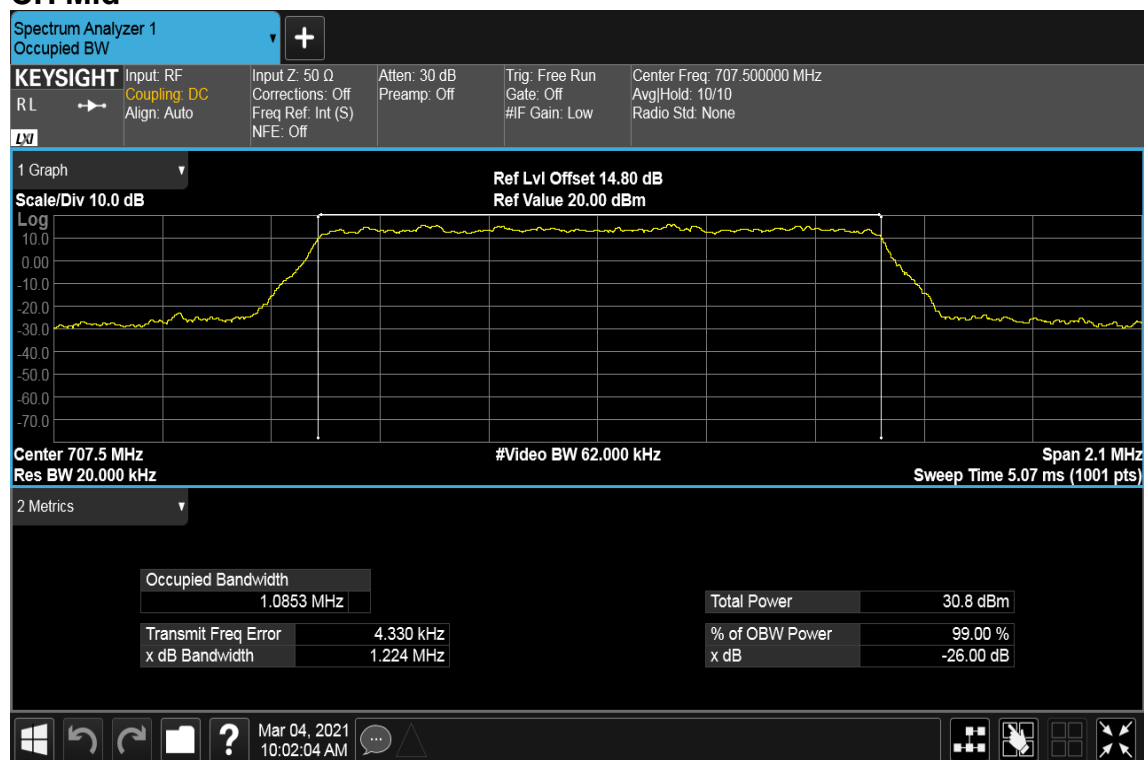 Spectrum Analyzer 1
Occupied BW
KEYSIGHT
R L
LXI
Input: RF
Coupling: DC
Align: Auto
Input Z: 50 Ω
Corrections: Off
Freq Ref: Int (S)
NFE: Off
Atten: 30 dB
Preamp: Off
Trig: Free Run
Gate: Off
#IF Gain: Low
Center Freq: 707.500000 MHz
Avg|Hold: 10/10
Radio Std: None
1 Graph
Scale/Div 10.0 dB
Ref Lvl Offset 14.80 dB
Ref Value 20.00 dBm
Log
10.0
0.00
-10.0
-20.0
-30.0
-40.0
-50.0
-60.0
-70.0
Center 707.5 MHz
Res BW 20.000 kHz
#Video BW 62.000 kHz
Span 2.1 MHz
Sweep Time 5.07 ms (1001 pts)
2 Metrics
Occupied Bandwidth
1.0853 MHz
Transmit Freq Error 4.330 kHz
x dB Bandwidth 1.224 MHz
Total Power 30.8 dBm
% of OBW Power 99.00 %
x dB -26.00 dB
?
Mar 04, 2021
10:02:04 AM